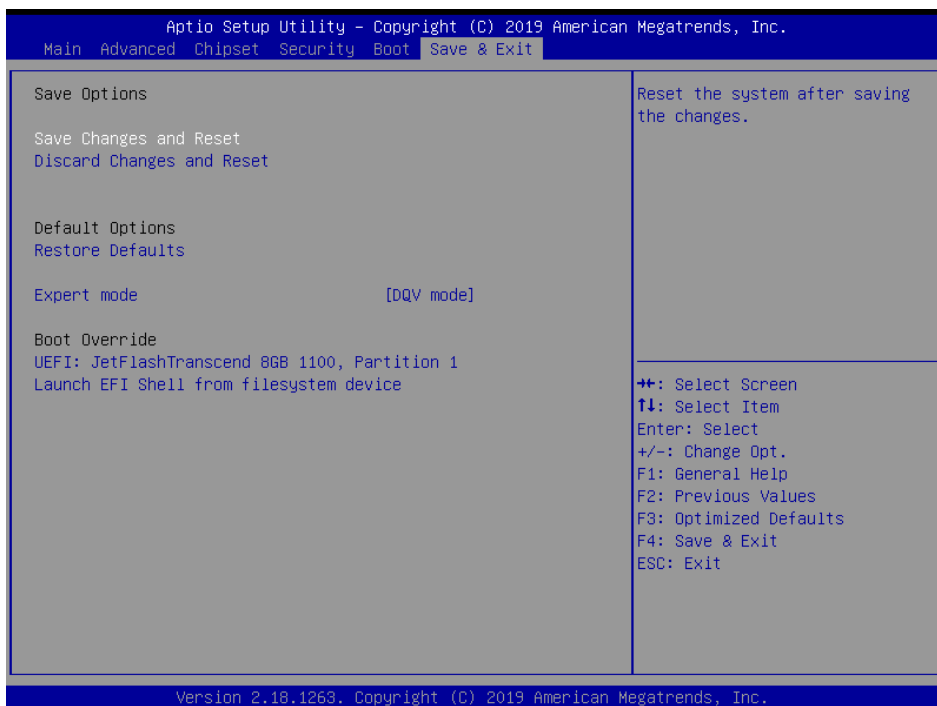 Aptio Setup Utility – Copyright (C) 2019 American Megatrends, Inc.
Main Advanced Chipset Security Boot Save & Exit
Save Options
Save Changes and Reset
Discard Changes and Reset
Default Options
Restore Defaults
Expert mode [DQV mode]
Boot Override
UEFI: JetFlashTranscend 8GB 1100, Partition 1
Launch EFI Shell from filesystem device
Reset the system after saving
the changes.
→←: Select Screen
↑↓: Select Item
Enter: Select
+/-: Change Opt.
F1: General Help
F2: Previous Values
F3: Optimized Defaults
F4: Save & Exit
ESC: Exit
Version 2.18.1263. Copyright (C) 2019 American Megatrends, Inc.